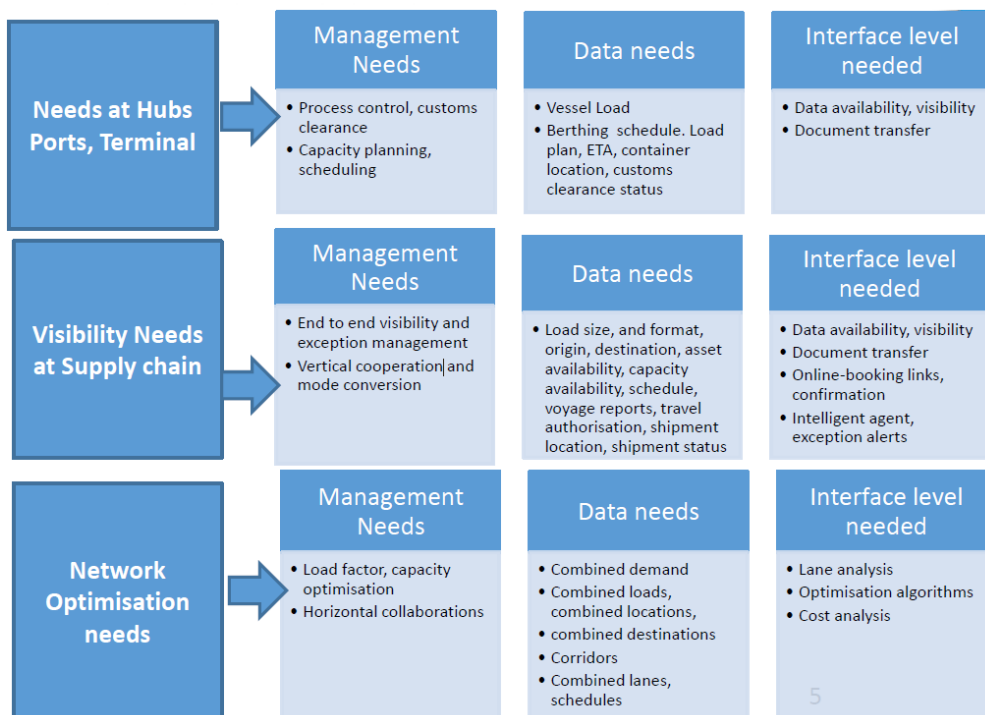 Needs at Hubs
Ports, Terminal
Management
Needs
• Process control, customs
clearance
• Capacity planning,
scheduling
Data needs
• Vessel Load
• Berthing schedule. Load
plan, ETA, container
location, customs
clearance status
Interface level
needed
• Data availability, visibility
• Document transfer
Visibility Needs
at Supply chain
Management
Needs
• End to end visibility and
exception management
• Vertical cooperation and
mode conversion
Data needs
• Load size, and format,
origin, destination, asset
availability, capacity
availability, schedule,
voyage reports, travel
authorisation, shipment
location, shipment status
Interface level
needed
• Data availability, visibility
• Document transfer
• Online-booking links,
confirmation
• Intelligent agent,
exception alerts
Network
Optimisation
needs
Management
Needs
• Load factor, capacity
optimisation
• Horizontal collaborations
Data needs
• Combined demand
• Combined loads,
combined locations,
• combined destinations
• Corridors
• Combined lanes,
schedules
Interface level
needed
• Lane analysis
• Optimisation algorithms
• Cost analysis
5